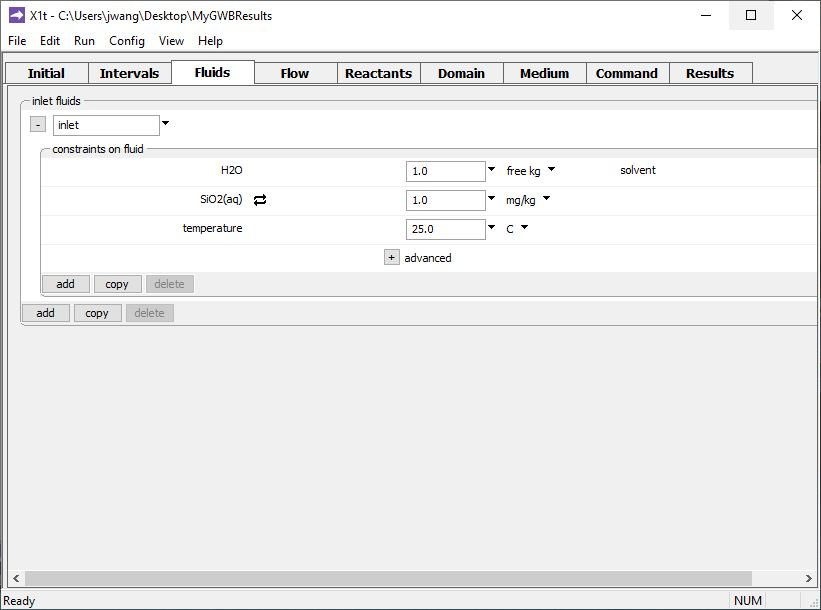 X1t - C:\Users\jwang\Desktop\MyGWBResults
File Edit Run Config View Help
Initial Intervals Fluids Flow Reactants Domain Medium Command Results
inlet fluids
- inlet
constraints on fluid
H2O 1.0 free kg solvent
SiO2(aq) 1.0 mg/kg
temperature 25.0 C
+ advanced
add copy delete
add copy delete
Ready NUM